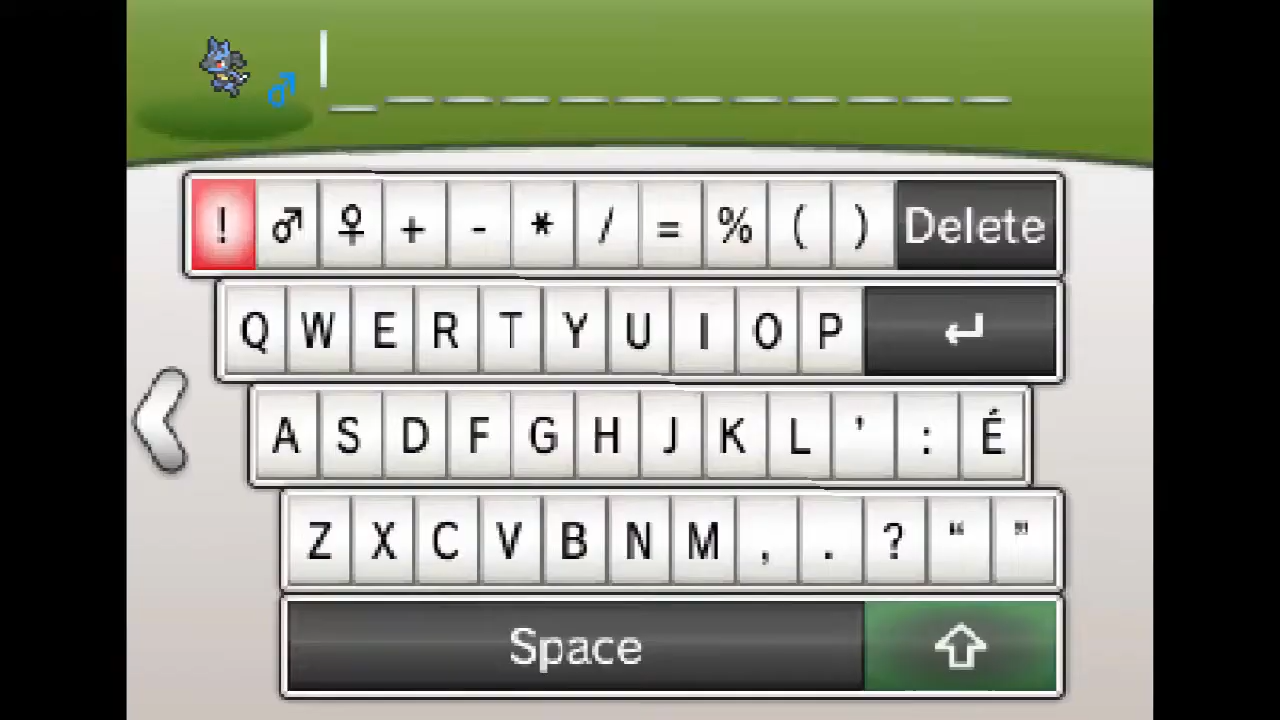 ! ♂ ♀ + - * / = % ( ) Delete
Q W E R T Y U I O P ↵
A S D F G H J K L ' : É
Z X C V B N M , . ? “ ”
Space